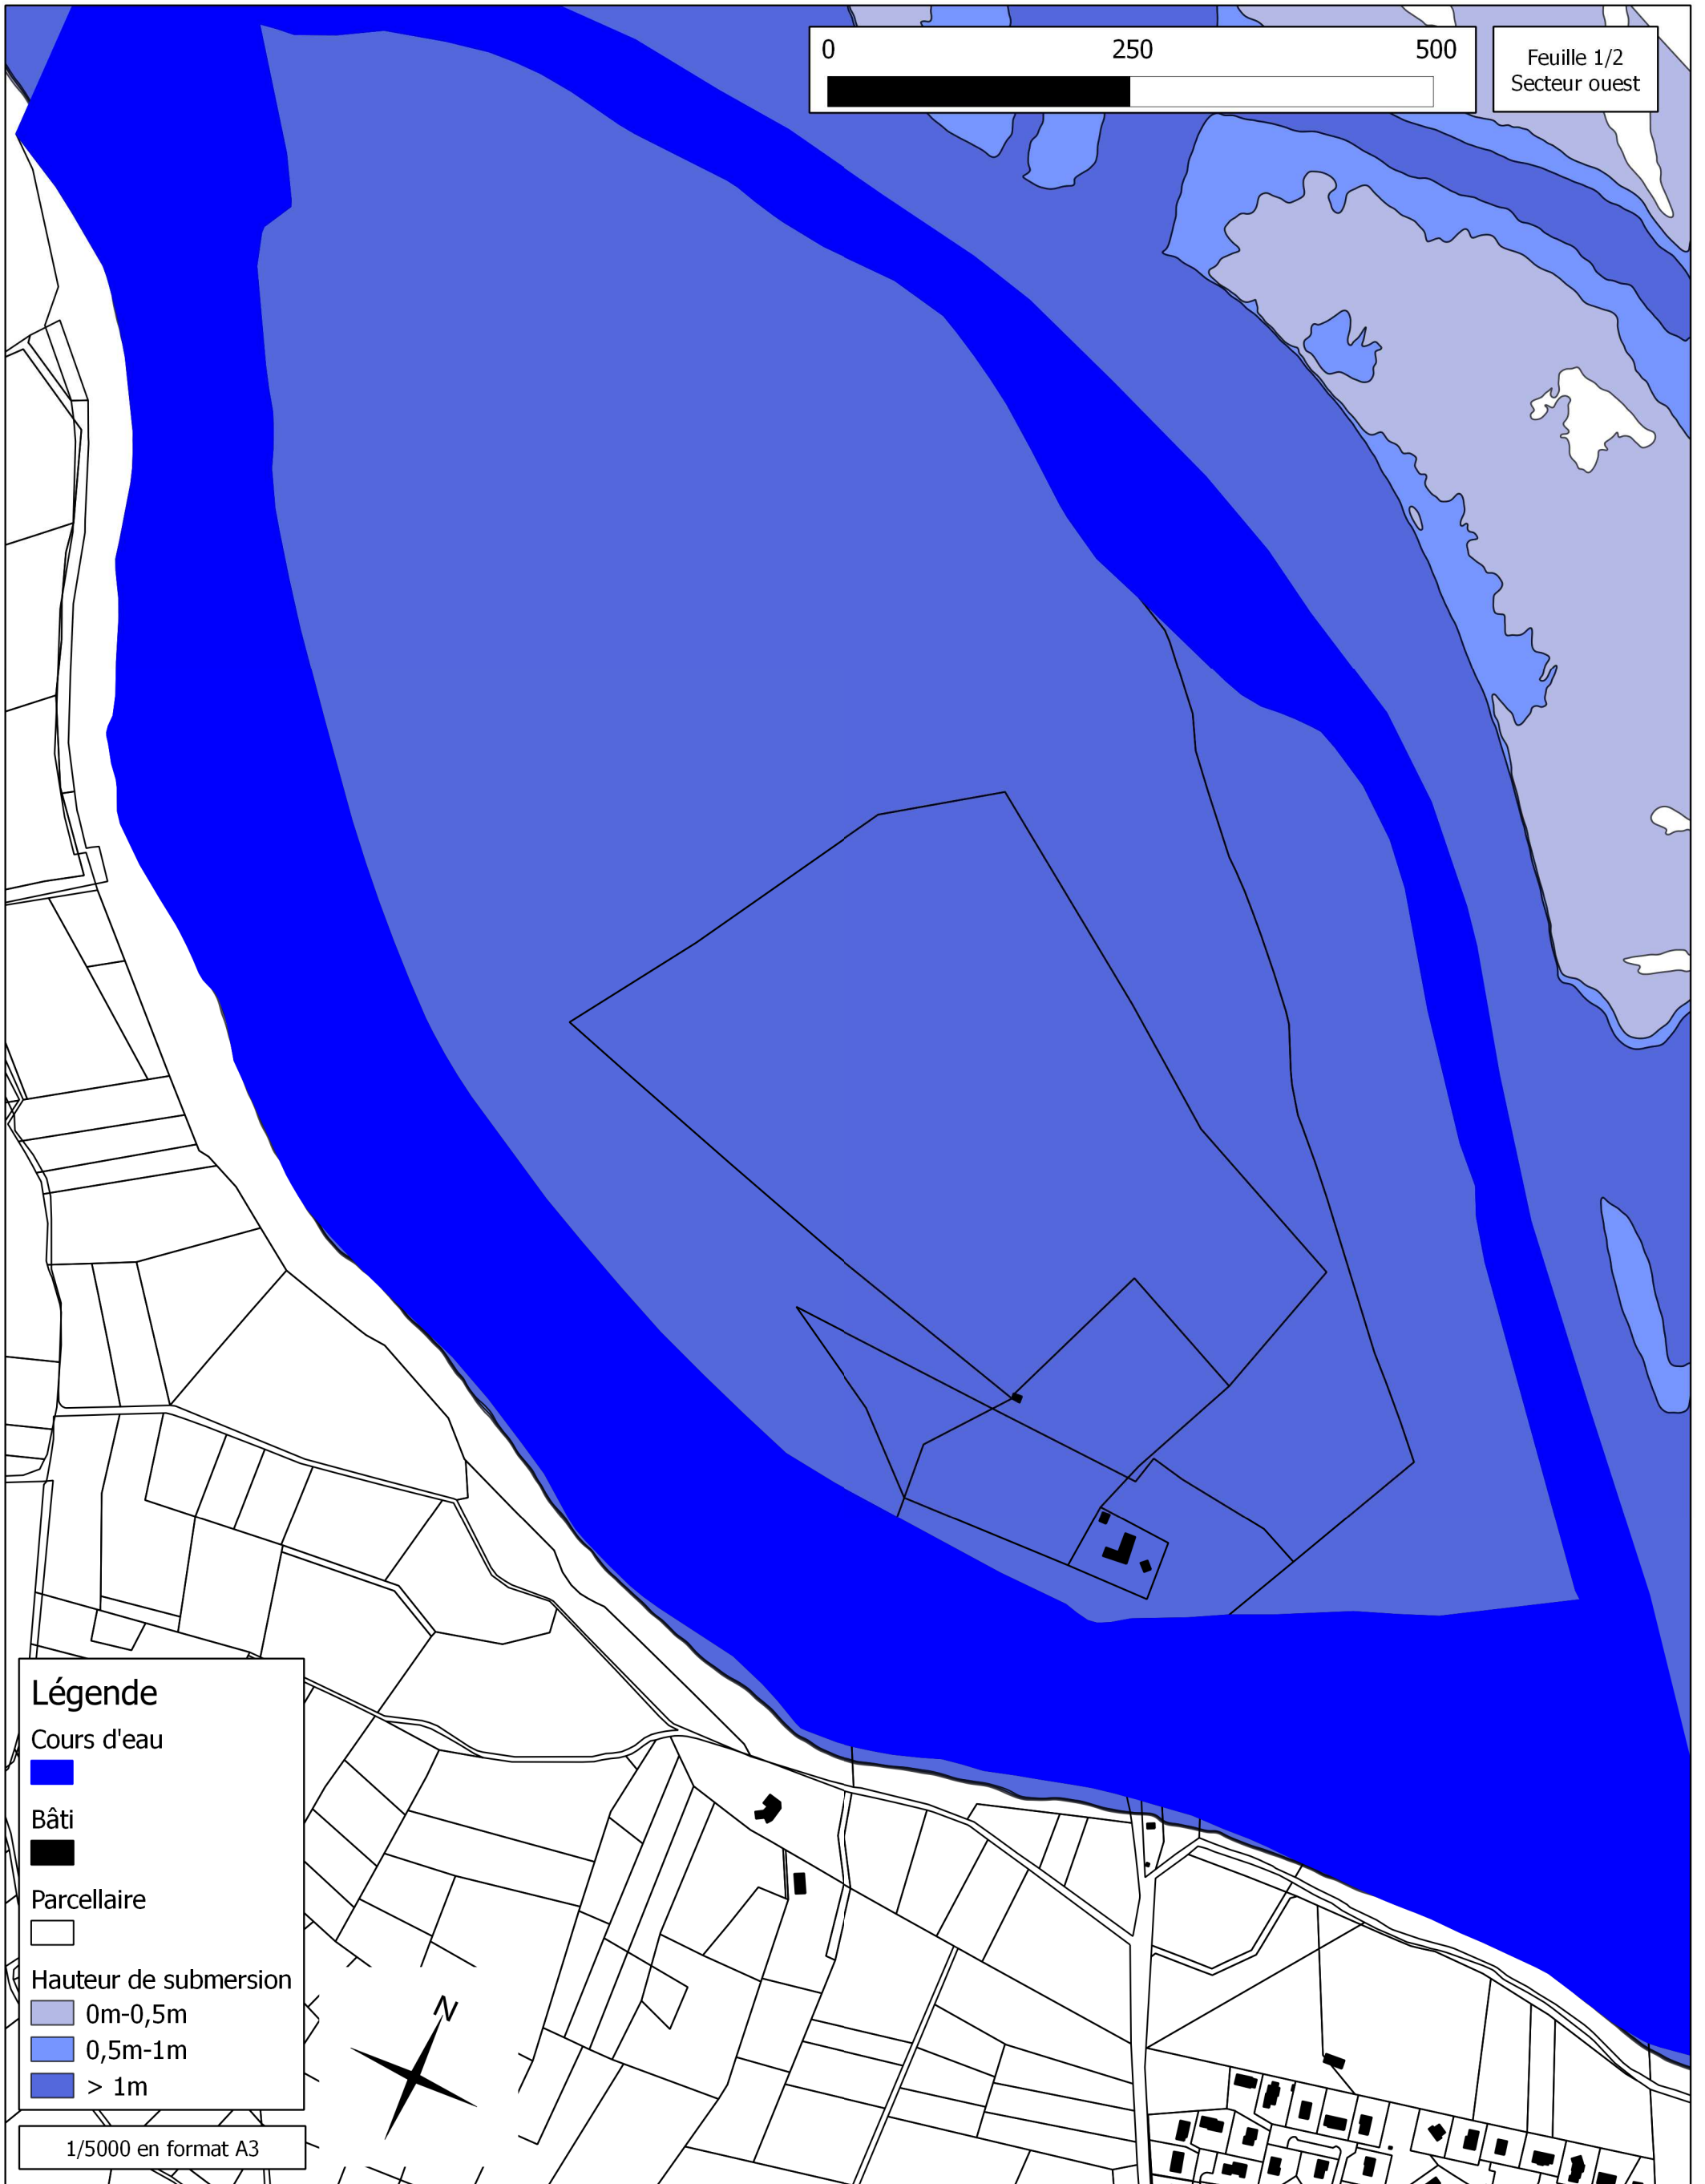 0 250 500
Feuille 1/2
Secteur ouest
Légende
Cours d'eau
Bâti
Parcellaire
Hauteur de submersion
0m-0,5m
0,5m-1m
> 1m
N
1/5000 en format A3